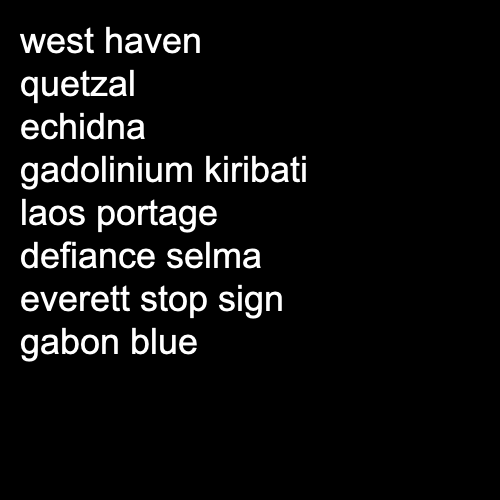 west haven
quetzal
echidna
gadolinium kiribati
laos portage
defiance selma
everett stop sign
gabon blue